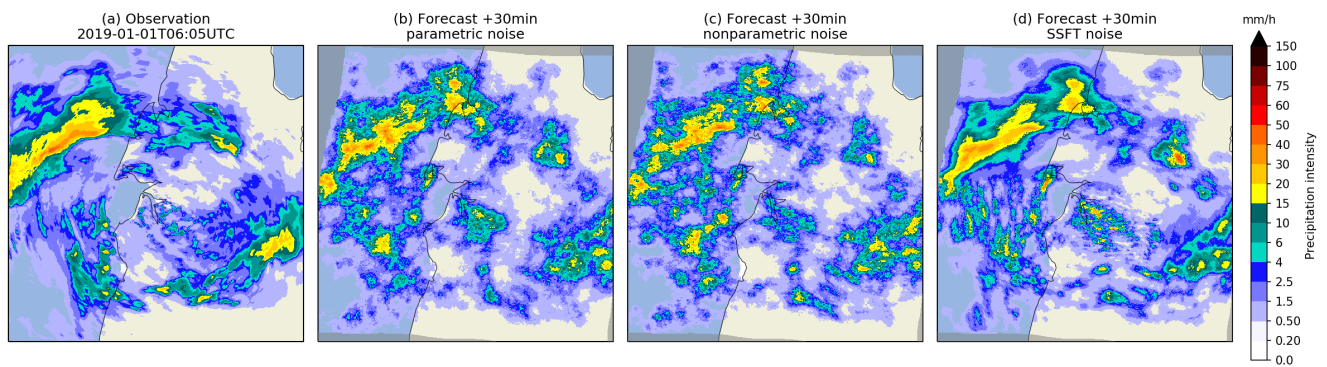 (a) Observation
2019-01-01T06:05UTC
(b) Forecast +30min
parametric noise
(c) Forecast +30min
nonparametric noise
(d) Forecast +30min
SSFT noise
mm/h
150
100
75
60
50
40
30
20
15
10
6
4
2.5
1.5
0.50
0.20
0.0
Precipitation intensity